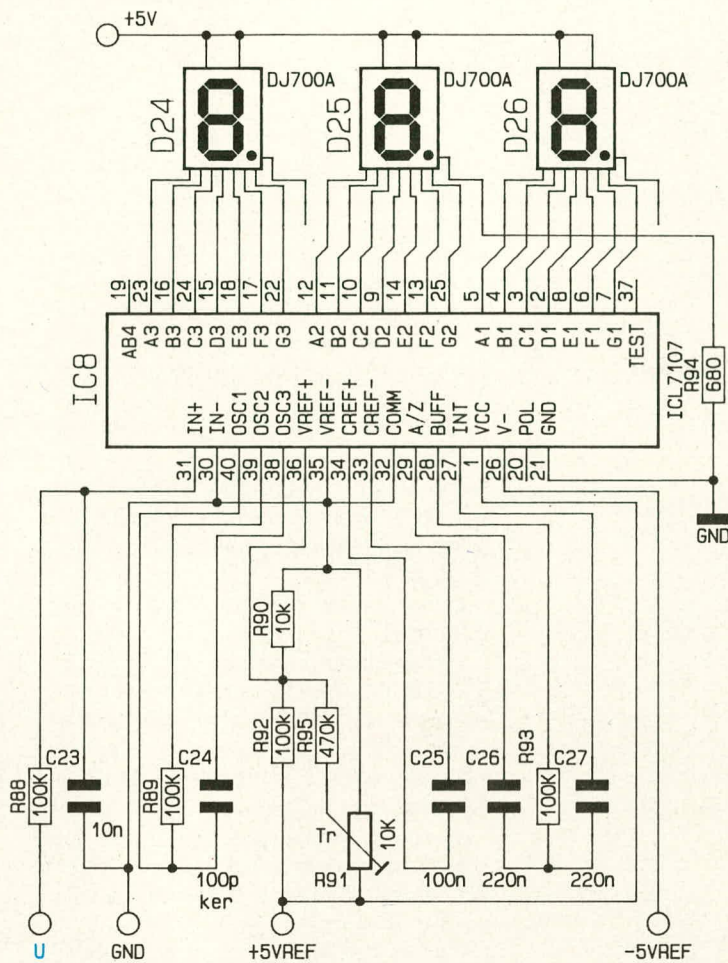 +5V
DJ700A DJ700A DJ700A
D24 D25 D26
19 23 16 24 15 18 17 22 12 11 10 9 14 13 25 5 4 3 2 8 6 7 37
AB4 A3 B3 C3 D3 E3 F3 G3 A2 B2 C2 D2 E2 F2 G2 A1 B1 C1 D1 E1 F1 G1 TEST
IC8
ICL7107
R94
680
IN+ IN- OSC1 OSC2 OSC3 VREF+ VREF- CREF+ CREF- COMM A/Z BUFF INT VCC V- POL GND
31 30 40 39 38 36 35 34 33 32 29 28 27 1 26 20 21
GND
R90
10k
R92
100k
R95
470k
R88
100K
C23
10n
R89
100K
C24
100p
ker
Tr
10K
R91
C25
100n
C26
220n
R93
100K
C27
220n
U GND +5VREF -5VREF